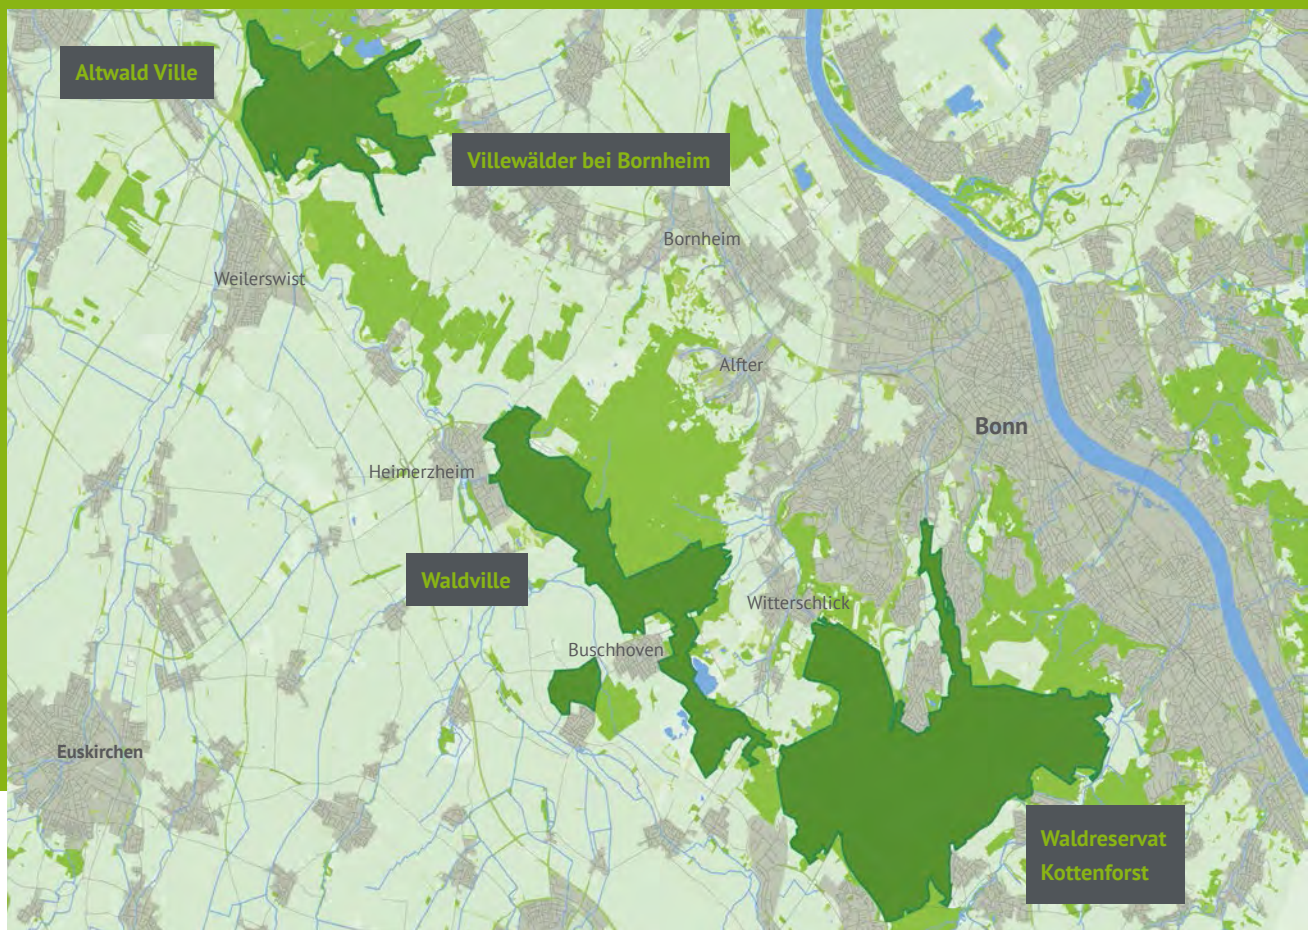 Altwald Ville
Villewälder bei Bornheim
Bornheim
Weilerswist
Alfter
Bonn
Heimerzheim
Waldville
Witterschlick
Buschhoven
Euskirchen
Waldreservat
Kottenforst